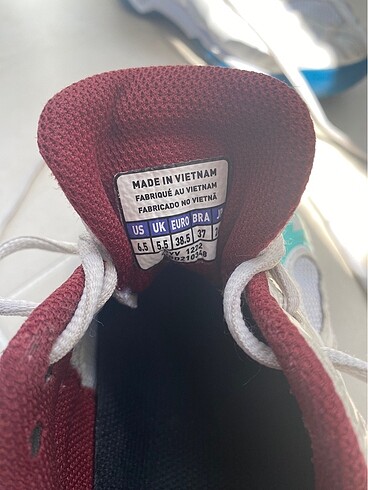 MADE IN VIETNAM
FABRIQUÉ AU VIETNAM
FABRICADO NO VIETNÃ
US UK EURO BRA
6.5 5.5 38.5 37
1222